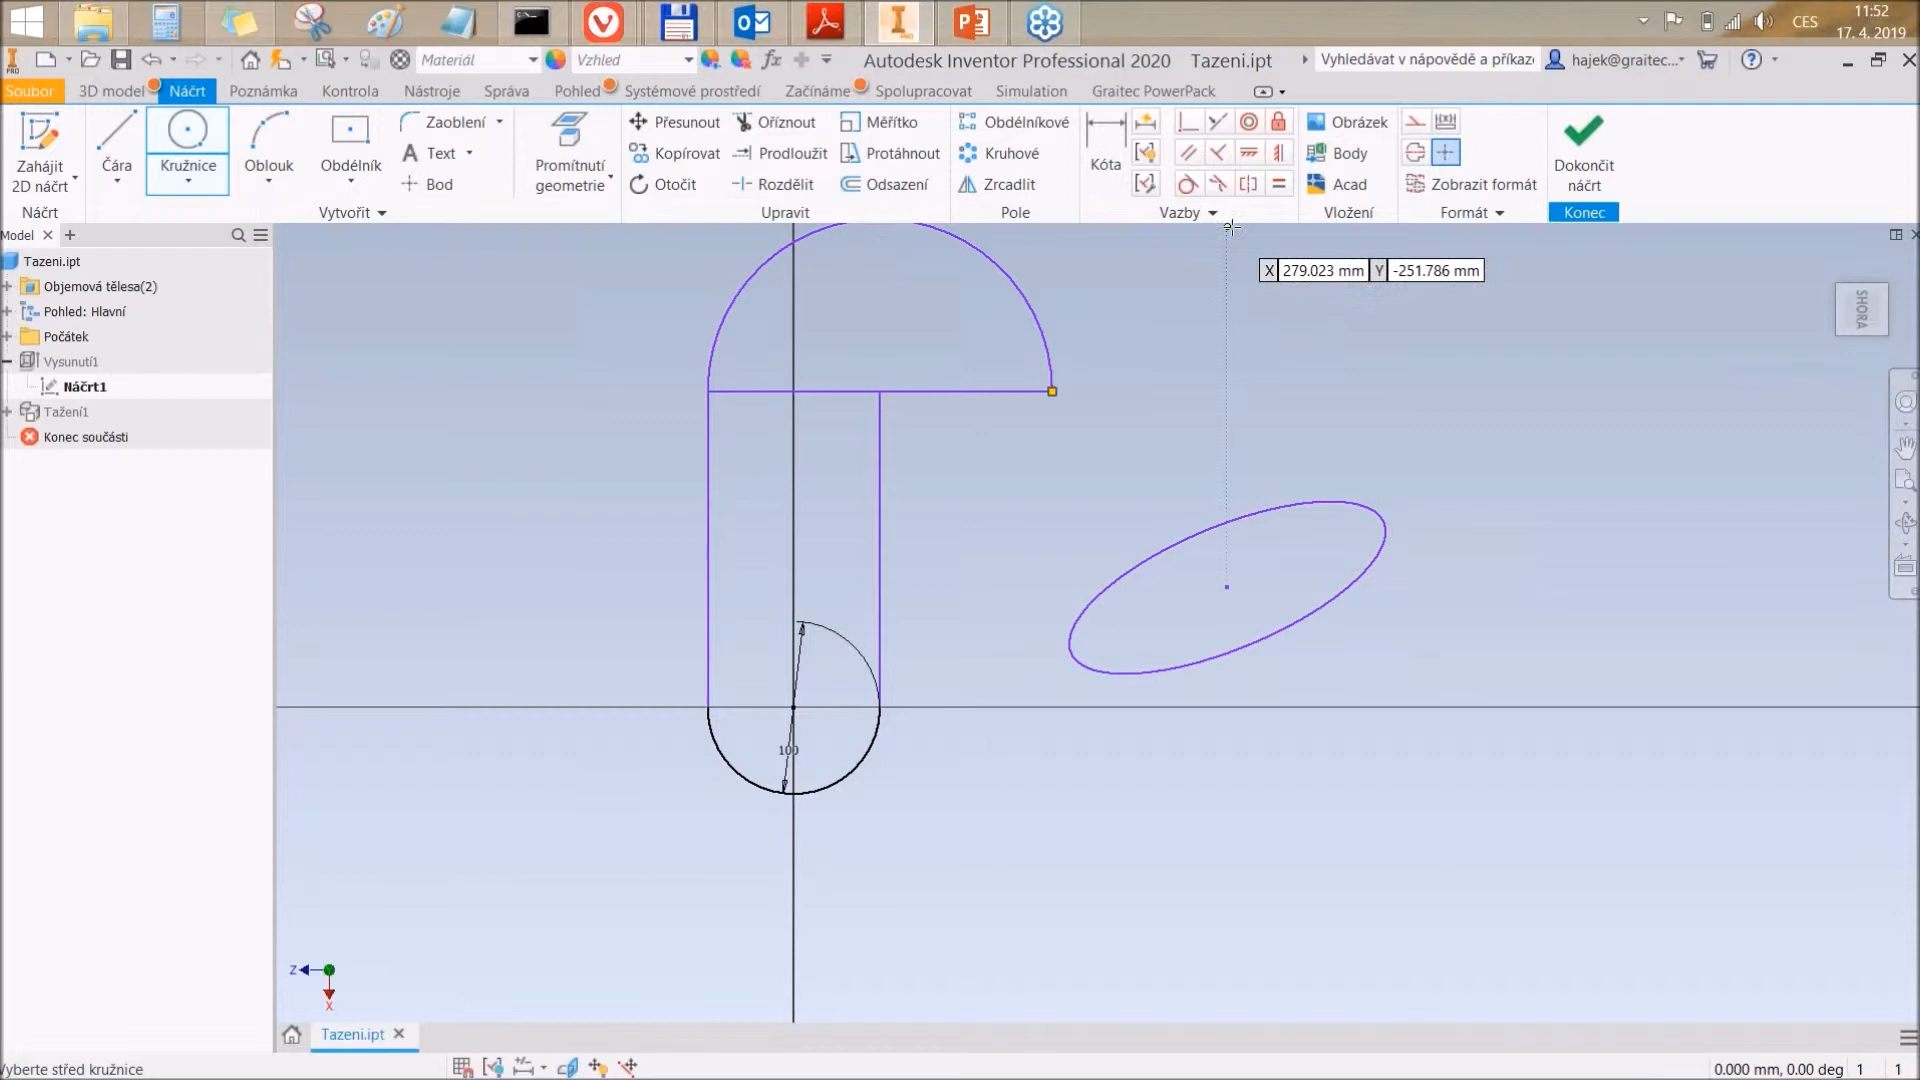 CES
11:52
17. 4. 2019
PRO
Materiál
Vzhled
fx
Autodesk Inventor Professional 2020
Tazeni.ipt
Vyhledávat v nápovědě a příkaz
hajek@graitec...
Soubor
3D model
Náčrt
Poznámka
Kontrola
Nástroje
Správa
Pohled
Systémové prostředí
Začínáme
Spolupracovat
Simulation
Graitec PowerPack
Zahájit
2D náčrt
Čára
Kružnice
Oblouk
Obdélník
Zaoblení
Text
Bod
Promítnutí
geometrie
Přesunout
Kopírovat
Otočit
Oříznout
Prodloužit
Rozdělit
Měřítko
Protáhnout
Odsazení
Obdélníkové
Kruhové
Zrcadlit
Kóta
Obrázek
Body
Acad
Zobrazit formát
Dokončit
náčrt
Náčrt
Vytvořit
Upravit
Pole
Vazby
Vložení
Formát
Konec
Model
Tazeni.ipt
Objemová tělesa(2)
Pohled: Hlavní
Počátek
Vysunutí1
Náčrt1
Tažení1
Konec součásti
X 279.023 mm Y -251.786 mm
SHORA
100
Z
X
Tazeni.ipt
Vyberte střed kružnice
0.000 mm, 0.00 deg 1 1